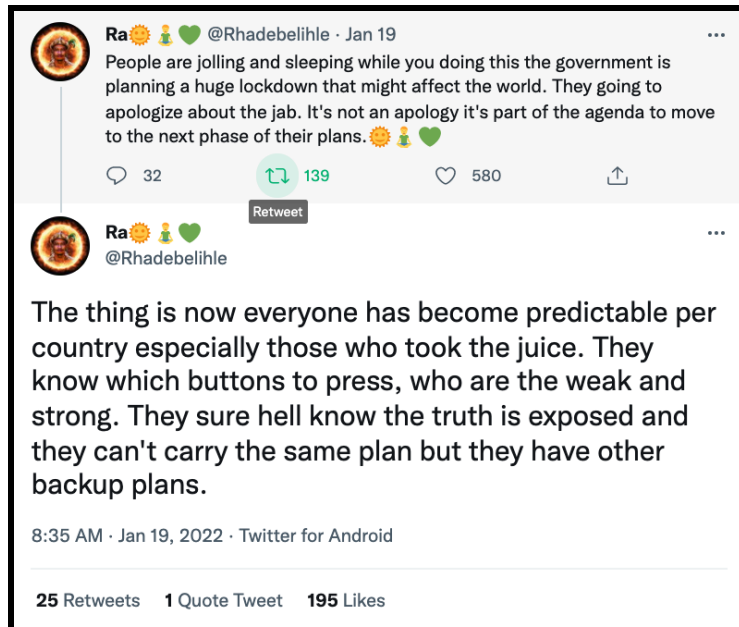 Ra🌞🧘‍♂️💚 @Rhadebelihle · Jan 19
People are jolling and sleeping while you doing this the government is
planning a huge lockdown that might affect the world. They going to
apologize about the jab. It's not an apology it's part of the agenda to move
to the next phase of their plans.🌞🧘‍♂️💚
32 139 580
Retweet
Ra🌞🧘‍♂️💚
@Rhadebelihle
The thing is now everyone has become predictable per
country especially those who took the juice. They
know which buttons to press, who are the weak and
strong. They sure hell know the truth is exposed and
they can't carry the same plan but they have other
backup plans.
8:35 AM · Jan 19, 2022 · Twitter for Android
25 Retweets 1 Quote Tweet 195 Likes